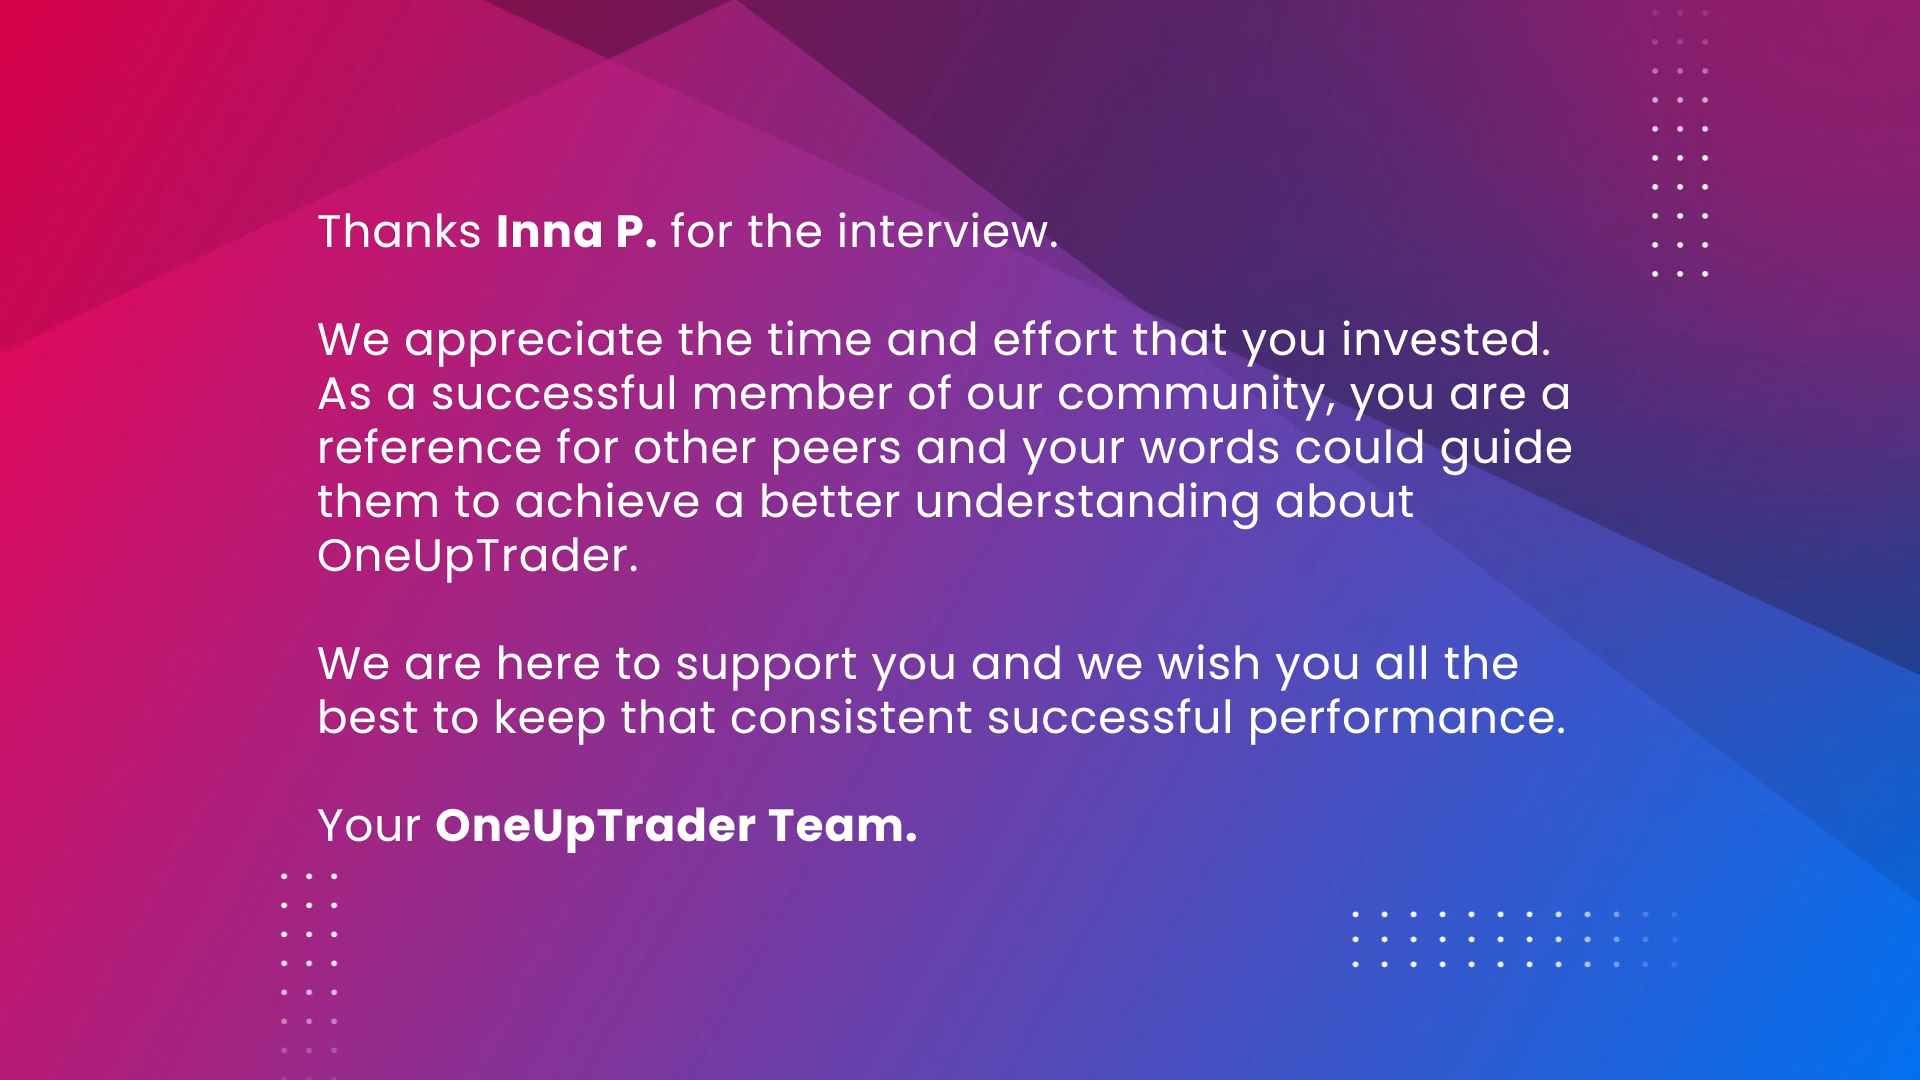 Thanks Inna P. for the interview.
We appreciate the time and effort that you invested.
As a successful member of our community, you are a
reference for other peers and your words could guide
them to achieve a better understanding about
OneUpTrader.
We are here to support you and we wish you all the
best to keep that consistent successful performance.
Your OneUpTrader Team.